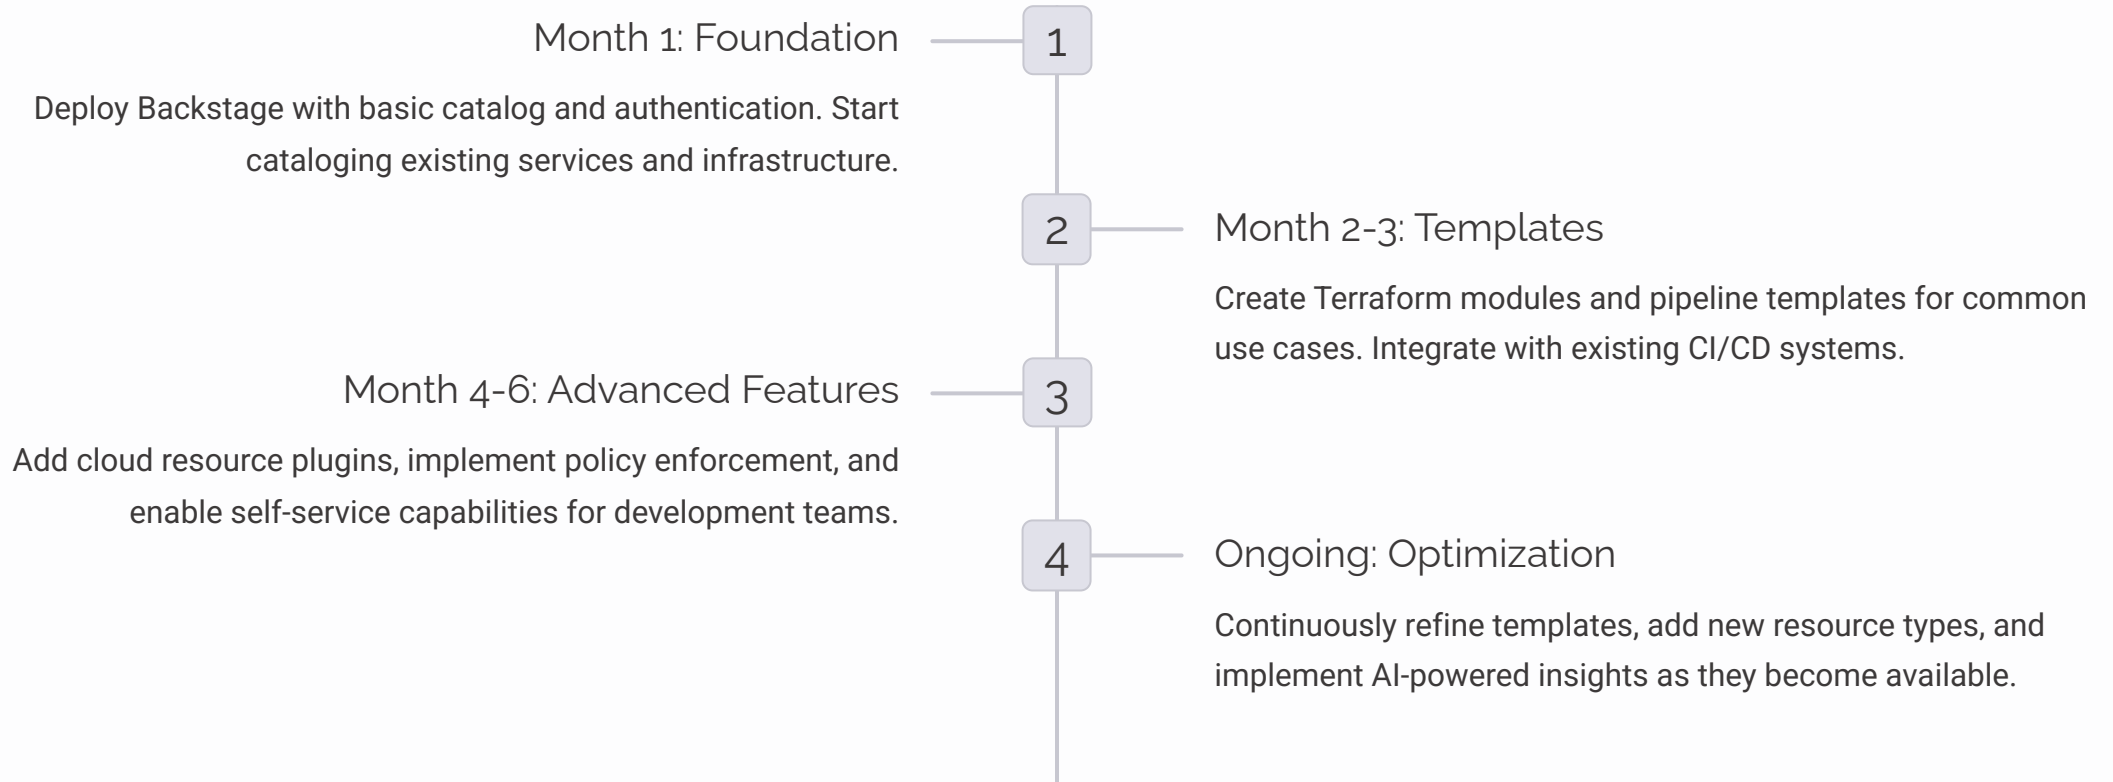 Month 1: Foundation
1
Deploy Backstage with basic catalog and authentication. Start
cataloging existing services and infrastructure.
2
Month 2-3: Templates
Create Terraform modules and pipeline templates for common
use cases. Integrate with existing CI/CD systems.
Month 4-6: Advanced Features
3
Add cloud resource plugins, implement policy enforcement, and
enable self-service capabilities for development teams.
4
Ongoing: Optimization
Continuously refine templates, add new resource types, and
implement AI-powered insights as they become available.